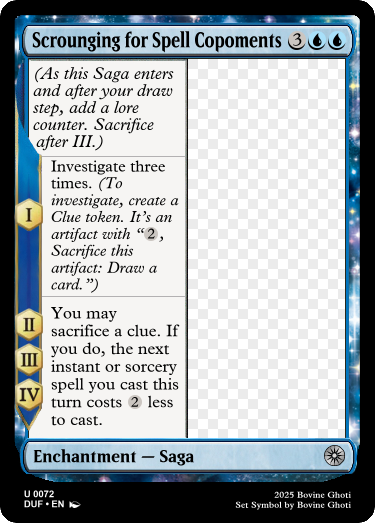 Scrounging for Spell Copoments 3
(As this Saga enters
and after your draw
step, add a lore
counter. Sacrifice
after III.)
I
Investigate three
times. (To
investigate, create a
Clue token. It's an
artifact with “2,
Sacrifice this
artifact: Draw a
card.”)
II
III
IV
You may
sacrifice a clue. If
you do, the next
instant or sorcery
spell you cast this
turn costs 2 less
to cast.
Enchantment — Saga
U 0072
DUF • EN
2025 Bovine Ghoti
Set Symbol by Bovine Ghoti